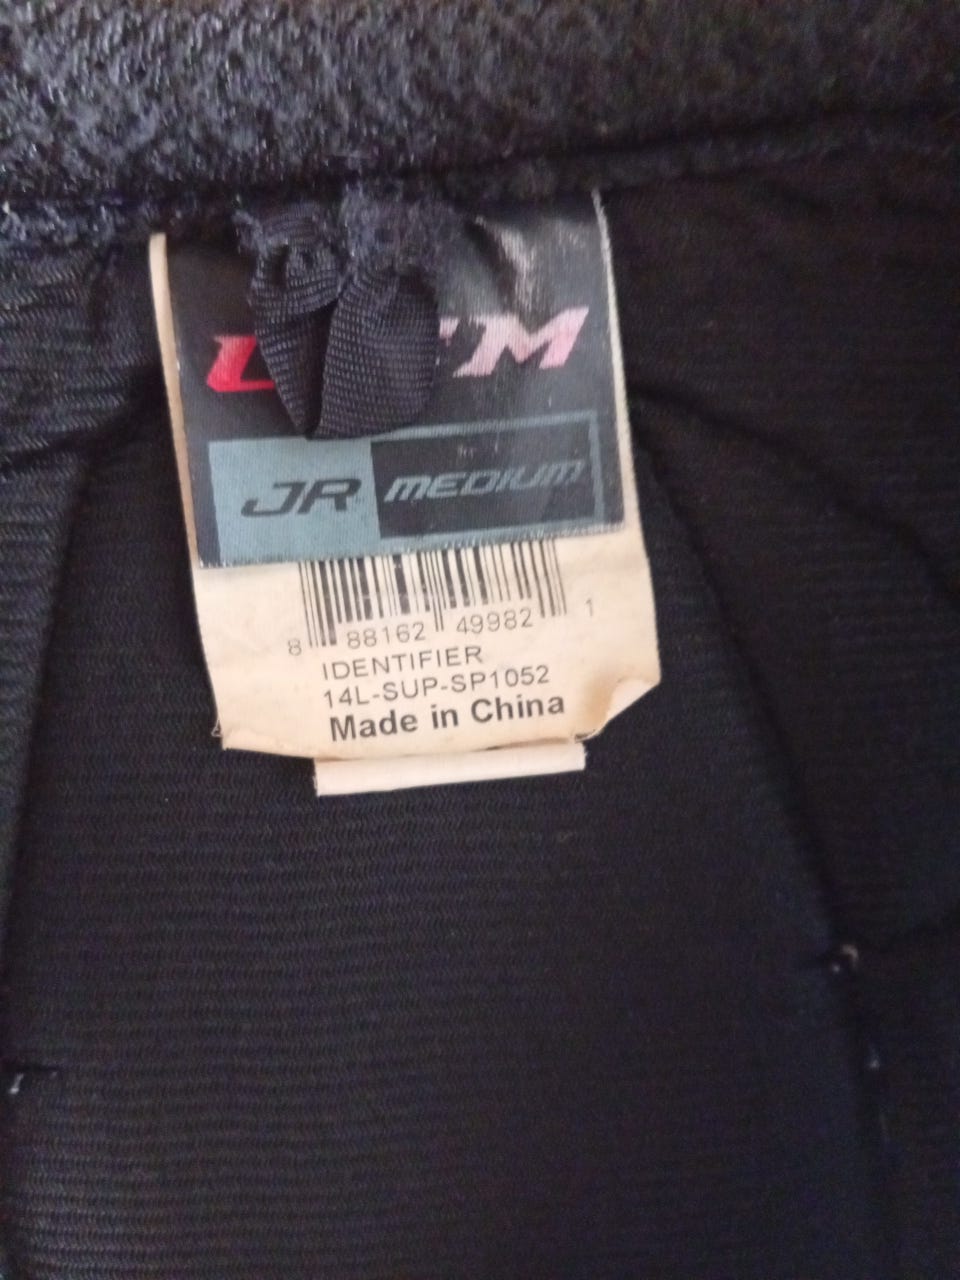 JR MEDIUM
8 88162 49982 1
IDENTIFIER
14L-SUP-SP1052
Made in China